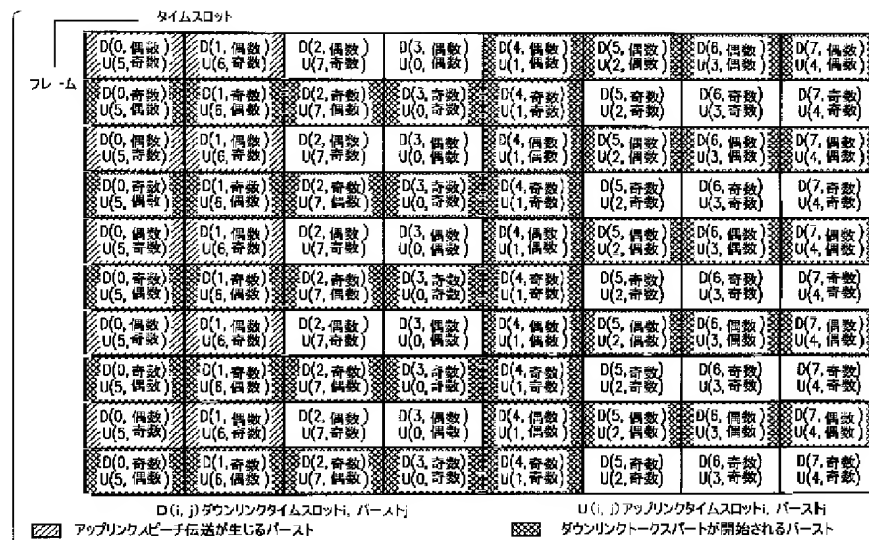 タイムスロット
フレーム
D(0, 偶数) D(1, 偶数) D(2, 偶数) D(3, 偶数) D(4, 偶数) D(5, 偶数) D(6, 偶数) D(7, 偶数)
U(5, 奇数) U(6, 奇数) U(7, 奇数) U(0, 偶数) U(1, 偶数) U(2, 偶数) U(3, 偶数) U(4, 偶数)
D(0, 奇数) D(1, 奇数) D(2, 奇数) D(3, 奇数) D(4, 奇数) D(5, 奇数) D(6, 奇数) D(7, 奇数)
U(5, 偶数) U(6, 偶数) U(7, 偶数) U(0, 奇数) U(1, 奇数) U(2, 奇数) U(3, 奇数) U(4, 奇数)
D(0, 偶数) D(1, 偶数) D(2, 偶数) D(3, 偶数) D(4, 偶数) D(5, 偶数) D(6, 偶数) D(7, 偶数)
U(5, 奇数) U(6, 奇数) U(7, 奇数) U(0, 偶数) U(1, 偶数) U(2, 偶数) U(3, 偶数) U(4, 偶数)
D(0, 奇数) D(1, 奇数) D(2, 奇数) D(3, 奇数) D(4, 奇数) D(5, 奇数) D(6, 奇数) D(7, 奇数)
U(5, 偶数) U(6, 偶数) U(7, 偶数) U(0, 奇数) U(1, 奇数) U(2, 奇数) U(3, 奇数) U(4, 奇数)
D(0, 偶数) D(1, 偶数) D(2, 偶数) D(3, 偶数) D(4, 偶数) D(5, 偶数) D(6, 偶数) D(7, 偶数)
U(5, 奇数) U(6, 奇数) U(7, 奇数) U(0, 偶数) U(1, 偶数) U(2, 偶数) U(3, 偶数) U(4, 偶数)
D(0, 奇数) D(1, 奇数) D(2, 奇数) D(3, 奇数) D(4, 奇数) D(5, 奇数) D(6, 奇数) D(7, 奇数)
U(5, 偶数) U(6, 偶数) U(7, 偶数) U(0, 奇数) U(1, 奇数) U(2, 奇数) U(3, 奇数) U(4, 奇数)
D(0, 偶数) D(1, 偶数) D(2, 偶数) D(3, 偶数) D(4, 偶数) D(5, 偶数) D(6, 偶数) D(7, 偶数)
U(5, 奇数) U(6, 奇数) U(7, 奇数) U(0, 偶数) U(1, 偶数) U(2, 偶数) U(3, 偶数) U(4, 偶数)
D(0, 奇数) D(1, 奇数) D(2, 奇数) D(3, 奇数) D(4, 奇数) D(5, 奇数) D(6, 奇数) D(7, 奇数)
U(5, 偶数) U(6, 偶数) U(7, 偶数) U(0, 奇数) U(1, 奇数) U(2, 奇数) U(3, 奇数) U(4, 奇数)
D(0, 偶数) D(1, 偶数) D(2, 偶数) D(3, 偶数) D(4, 偶数) D(5, 偶数) D(6, 偶数) D(7, 偶数)
U(5, 奇数) U(6, 奇数) U(7, 奇数) U(0, 偶数) U(1, 偶数) U(2, 偶数) U(3, 偶数) U(4, 偶数)
D(0, 奇数) D(1, 奇数) D(2, 奇数) D(3, 奇数) D(4, 奇数) D(5, 奇数) D(6, 奇数) D(7, 奇数)
U(5, 偶数) U(6, 偶数) U(7, 偶数) U(0, 奇数) U(1, 奇数) U(2, 奇数) U(3, 奇数) U(4, 奇数)
D(i, j)ダウンリンクタイムスロットi, バーストj U(i, j)アップリンクタイムスロットi, バーストj
アップリンクスピーチ伝送が生じるバースト ダウンリンクトークスパートが開始されるバースト